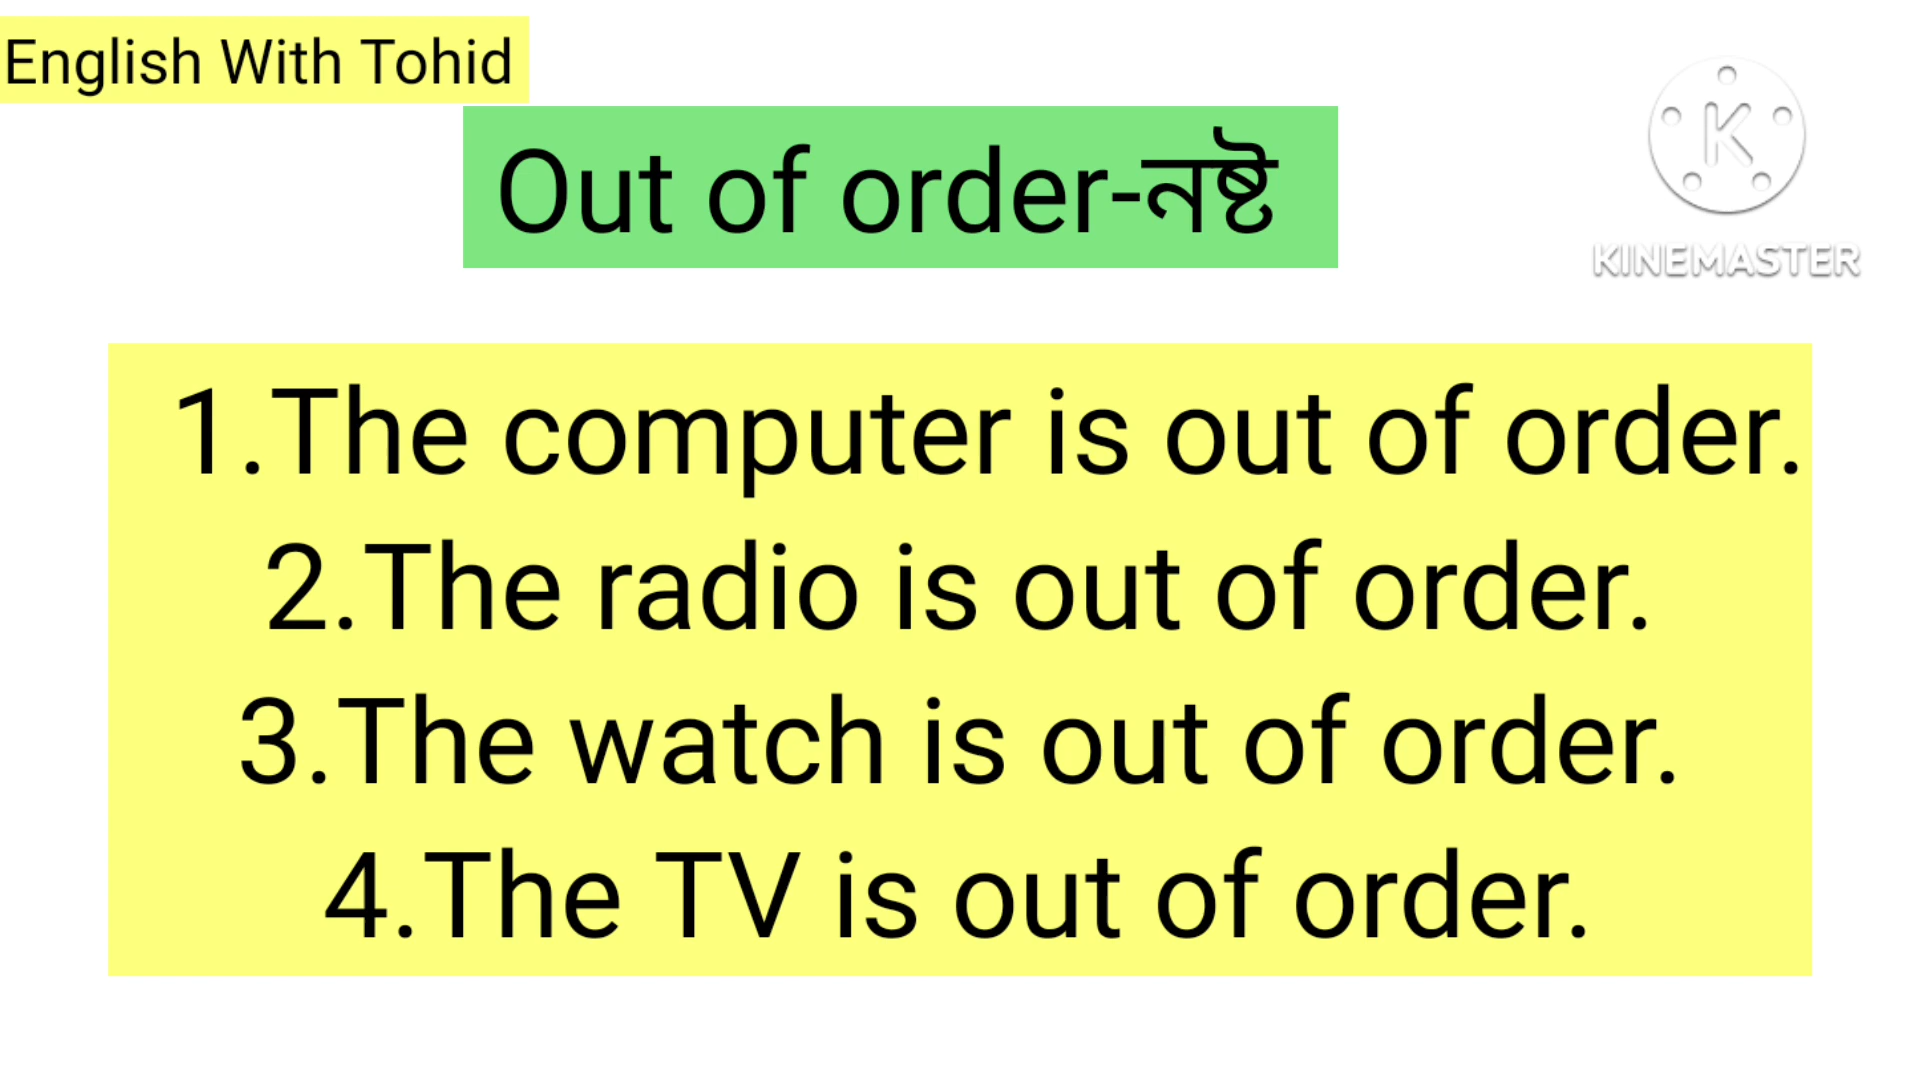 English With Tohid
Out of order-নষ্ট
K
KINEMASTER
1.The computer is out of order.
2.The radio is out of order.
3.The watch is out of order.
4.The TV is out of order.